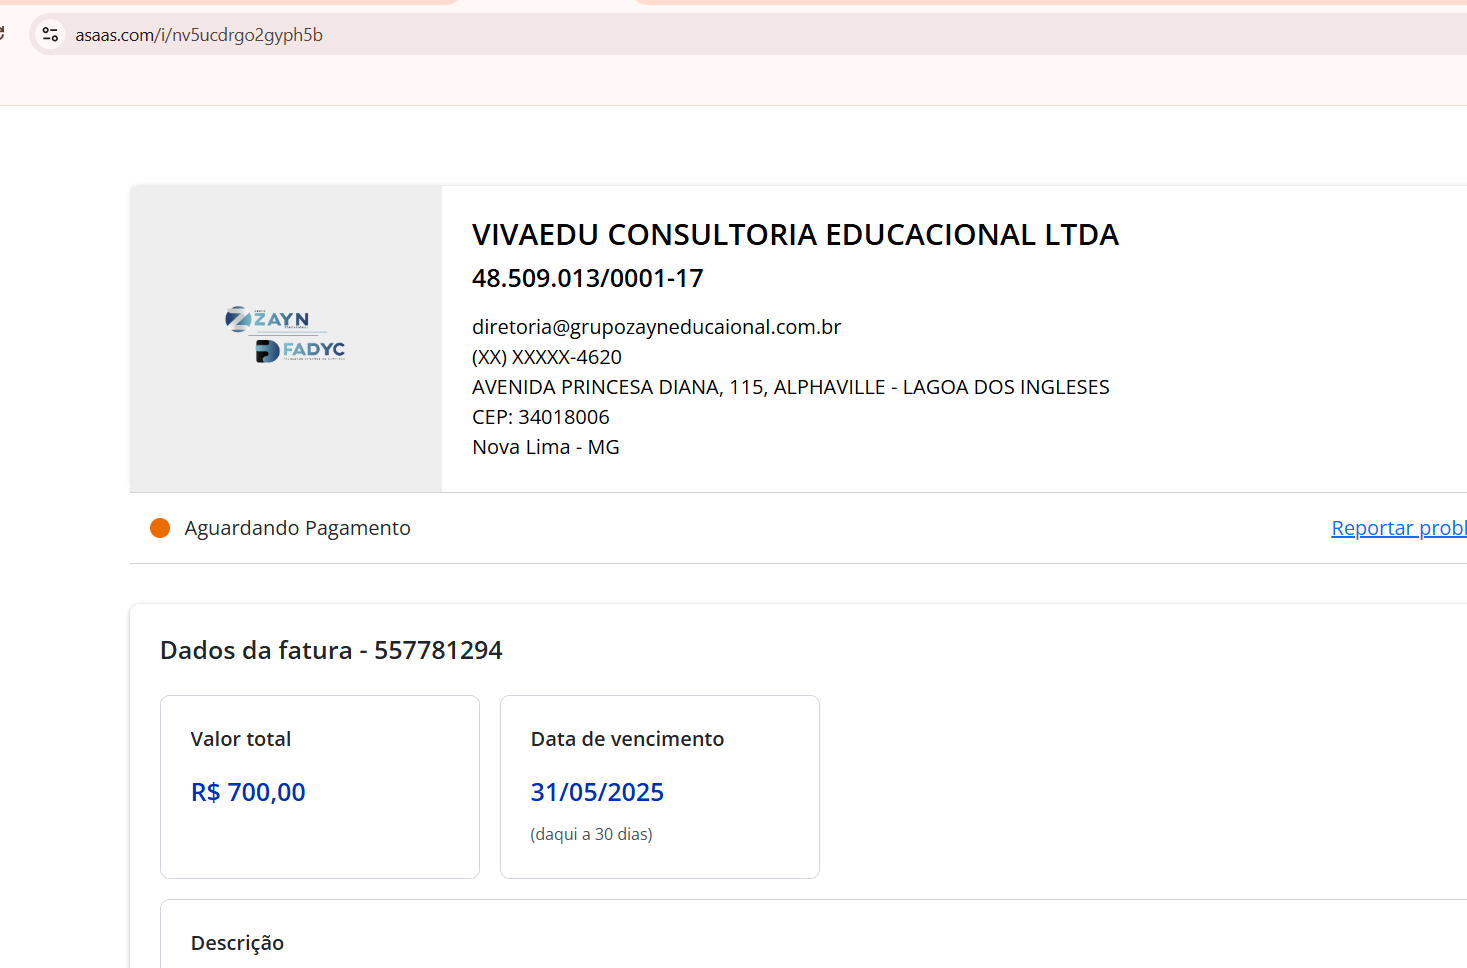 asaas.com/i/nv5ucdrgo2gyph5b
VIVAEDU CONSULTORIA EDUCACIONAL LTDA
48.509.013/0001-17
ZAYN
FADYC
diretoria@grupozayneducaional.com.br
(XX) XXXXX-4620
AVENIDA PRINCESA DIANA, 115, ALPHAVILLE - LAGOA DOS INGLESES
CEP: 34018006
Nova Lima - MG
Aguardando Pagamento
Reportar probl
Dados da fatura - 557781294
Valor total
R$ 700,00
Data de vencimento
31/05/2025
(daqui a 30 dias)
Descrição